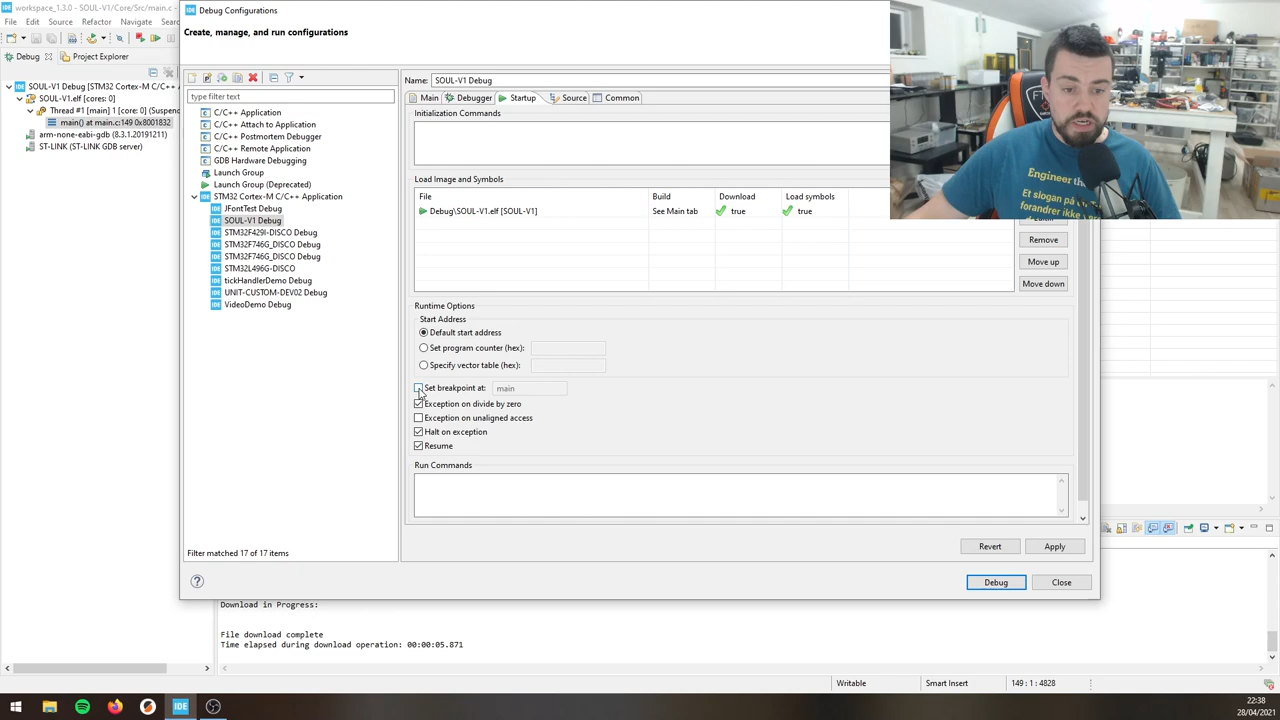 workspace_1.3.0 - SOUL-V1/Core/Src/main.c
File Edit Source Refactor Navigate Sear
Debug
Project Explorer
SOUL-V1 Debug [STM32 Cortex-M C/C++
SOUL-V1.elf [cores: 0]
Thread #1 [main] 1 [core: 0] (Suspen
main() at main.c:149 0x8001832
arm-none-eabi-gdb (8.3.1.20191211)
ST-LINK (ST-LINK GDB server)
Debug Configurations
Create, manage, and run configurations
type filter text
C/C++ Application
C/C++ Attach to Application
C/C++ Postmortem Debugger
C/C++ Remote Application
GDB Hardware Debugging
Launch Group
Launch Group (Deprecated)
STM32 Cortex-M C/C++ Application
JFontTest Debug
SOUL-V1 Debug
STM32F429I-DISCO Debug
STM32F746G_DISCO Debug
STM32F746G_DISCO Debug
STM32L496G-DISCO
tickHandlerDemo Debug
UNIT-CUSTOM-DEV02 Debug
VideoDemo Debug
Filter matched 17 of 17 items
Name: SOUL-V1 Debug
Main Debugger Startup Source Common
Initialization Commands
Load Image and Symbols
File Build Download Load symbols
Debug\SOUL-V1.elf [SOUL-V1] See Main tab true true
Remove
Move up
Move down
Runtime Options
Start Address
Default start address
Set program counter (hex):
Specify vector table (hex):
Set breakpoint at: main
Exception on divide by zero
Exception on unaligned access
Halt on exception
Resume
Run Commands
Revert Apply
Debug Close
Engineer the
Et slogan på
forandrer ikke
Download in Progress:
File download complete
Time elapsed during download operation: 00:00:05.871
Writable Smart Insert 149 : 1 : 4828
22:38
28/04/2021